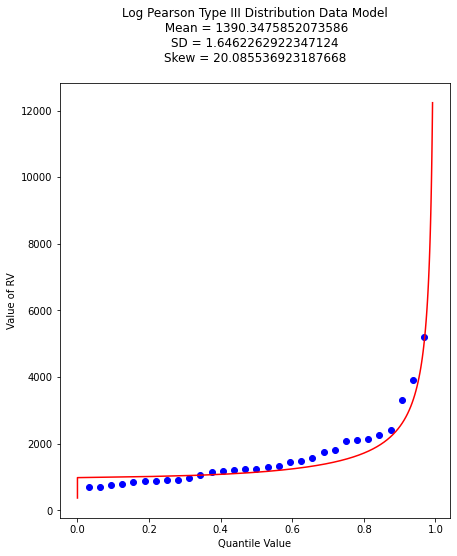 Log Pearson Type III Distribution Data Model
Mean = 1390.3475852073586
SD = 1.6462262922347124
Skew = 20.085536923187668
12000
10000
8000
6000
4000
2000
0
Value of RV
0.0 0.2 0.4 0.6 0.8 1.0
Quantile Value